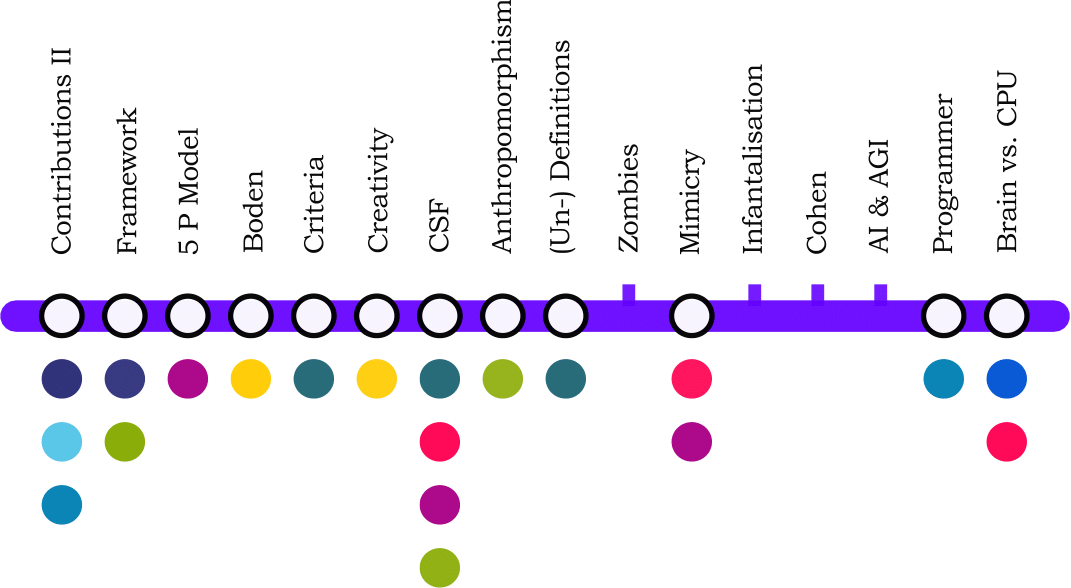 Contributions II
Framework
5 P Model
Boden
Criteria
Creativity
CSF
Anthropomorphism
(Un-) Definitions
Zombies
Mimicry
Infantalisation
Cohen
AI & AGI
Programmer
Brain vs. CPU